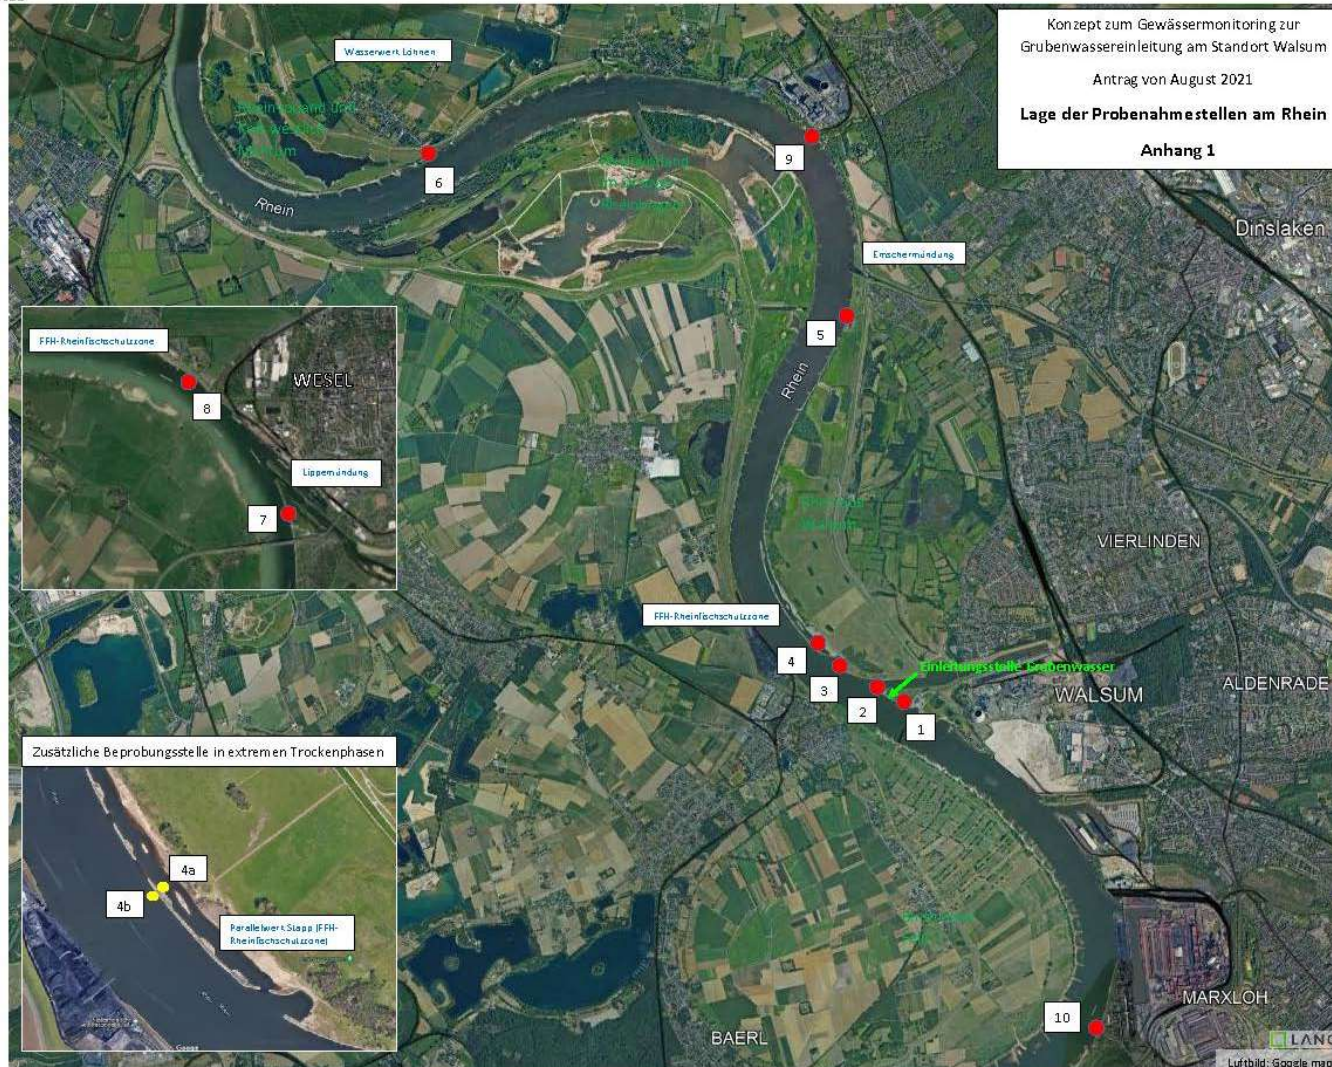 Konzept zum Gewässermonitoring zur
Grubenwassereinleitung am Standort Walsum
Antrag von August 2021
Lage der Probenahmestellen am Rhein
Anhang 1
Wasserwerk Löhnen
6
9
Rhein
Dinslaken
Emschermündung
5
Rhein
FFH-Rheinfischschutzzone
WESEL
8
Lippemündung
7
VIERLINDEN
FFH-Rheinfischschutzzone
4
3
2
1
Einleitungsstelle Grubenwasser
WALSUM
ALDENRADE
Zusätzliche Beprobungsstelle in extremen Trockenphasen
4a
4b
Parallelwerk Stapp (FFH-
Rheinfischschutzzone)
Google
MARXLOH
10
BAERL
LANG
Luftbild: Google map